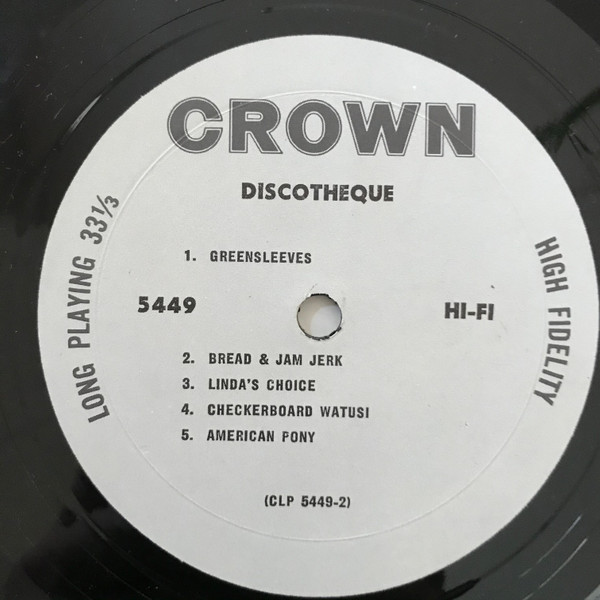 CROWN
DISCOTHEQUE
LONG PLAYING 33⅓
1. GREENSLEEVES
5449
HI-FI
HIGH FIDELITY
2. BREAD & JAM JERK
3. LINDA'S CHOICE
4. CHECKERBOARD WATUSI
5. AMERICAN PONY
(CLP 5449-2)